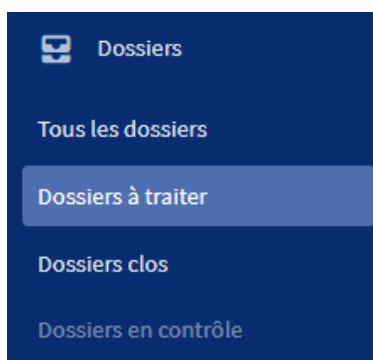 Dossiers
Tous les dossiers
Dossiers à traiter
Dossiers clos
Dossiers en contrôle